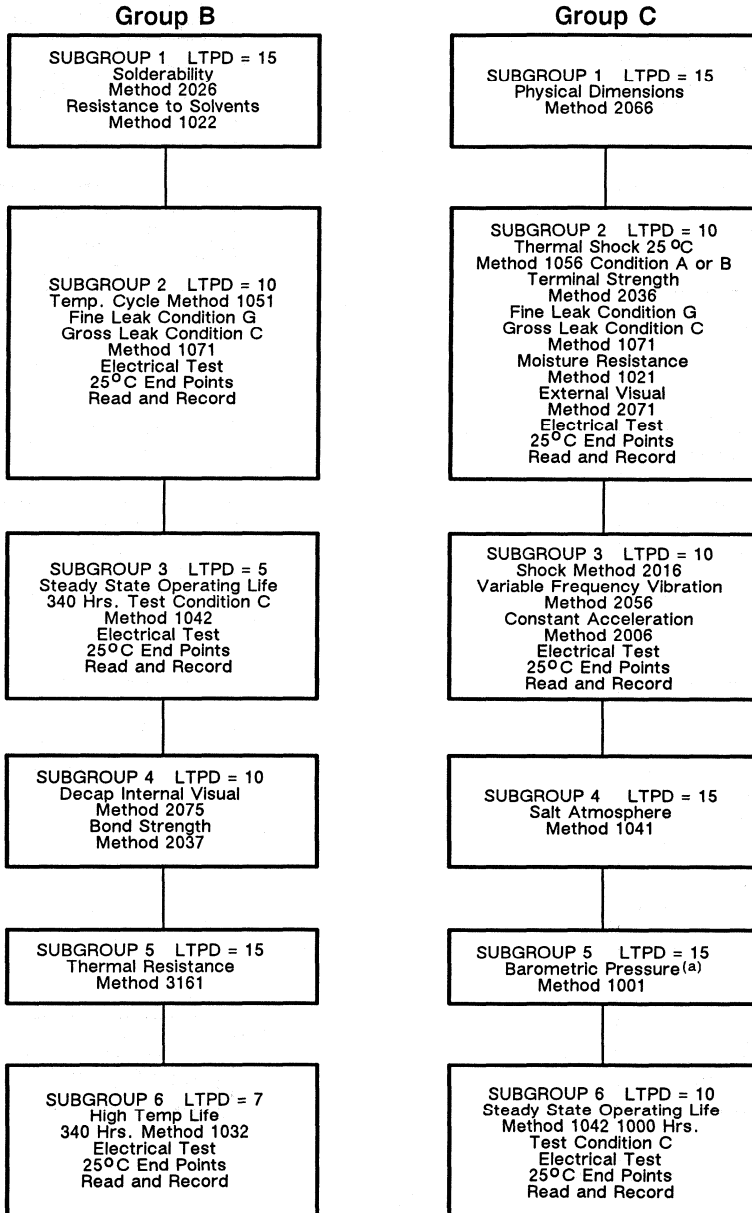 Group B
SUBGROUP 1 LTPD = 15
Solderability
Method 2026
Resistance to Solvents
Method 1022
SUBGROUP 2 LTPD = 10
Temp. Cycle Method 1051
Fine Leak Condition G
Gross Leak Condition C
Method 1071
Electrical Test
25°C End Points
Read and Record
SUBGROUP 3 LTPD = 5
Steady State Operating Life
340 Hrs. Test Condition C
Method 1042
Electrical Test
25°C End Points
Read and Record
SUBGROUP 4 LTPD = 10
Decap Internal Visual
Method 2075
Bond Strength
Method 2037
SUBGROUP 5 LTPD = 15
Thermal Resistance
Method 3161
SUBGROUP 6 LTPD = 7
High Temp Life
340 Hrs. Method 1032
Electrical Test
25°C End Points
Read and Record
Group C
SUBGROUP 1 LTPD = 15
Physical Dimensions
Method 2066
SUBGROUP 2 LTPD = 10
Thermal Shock 25 °C
Method 1056 Condition A or B
Terminal Strength
Method 2036
Fine Leak Condition G
Gross Leak Condition C
Method 1071
Moisture Resistance
Method 1021
External Visual
Method 2071
Electrical Test
25°C End Points
Read and Record
SUBGROUP 3 LTPD = 10
Shock Method 2016
Variable Frequency Vibration
Method 2056
Constant Acceleration
Method 2006
Electrical Test
25°C End Points
Read and Record
SUBGROUP 4 LTPD = 15
Salt Atmosphere
Method 1041
SUBGROUP 5 LTPD = 15
Barometric Pressure(a)
Method 1001
SUBGROUP 6 LTPD = 10
Steady State Operating Life
Method 1042 1000 Hrs.
Test Condition C
Electrical Test
25°C End Points
Read and Record